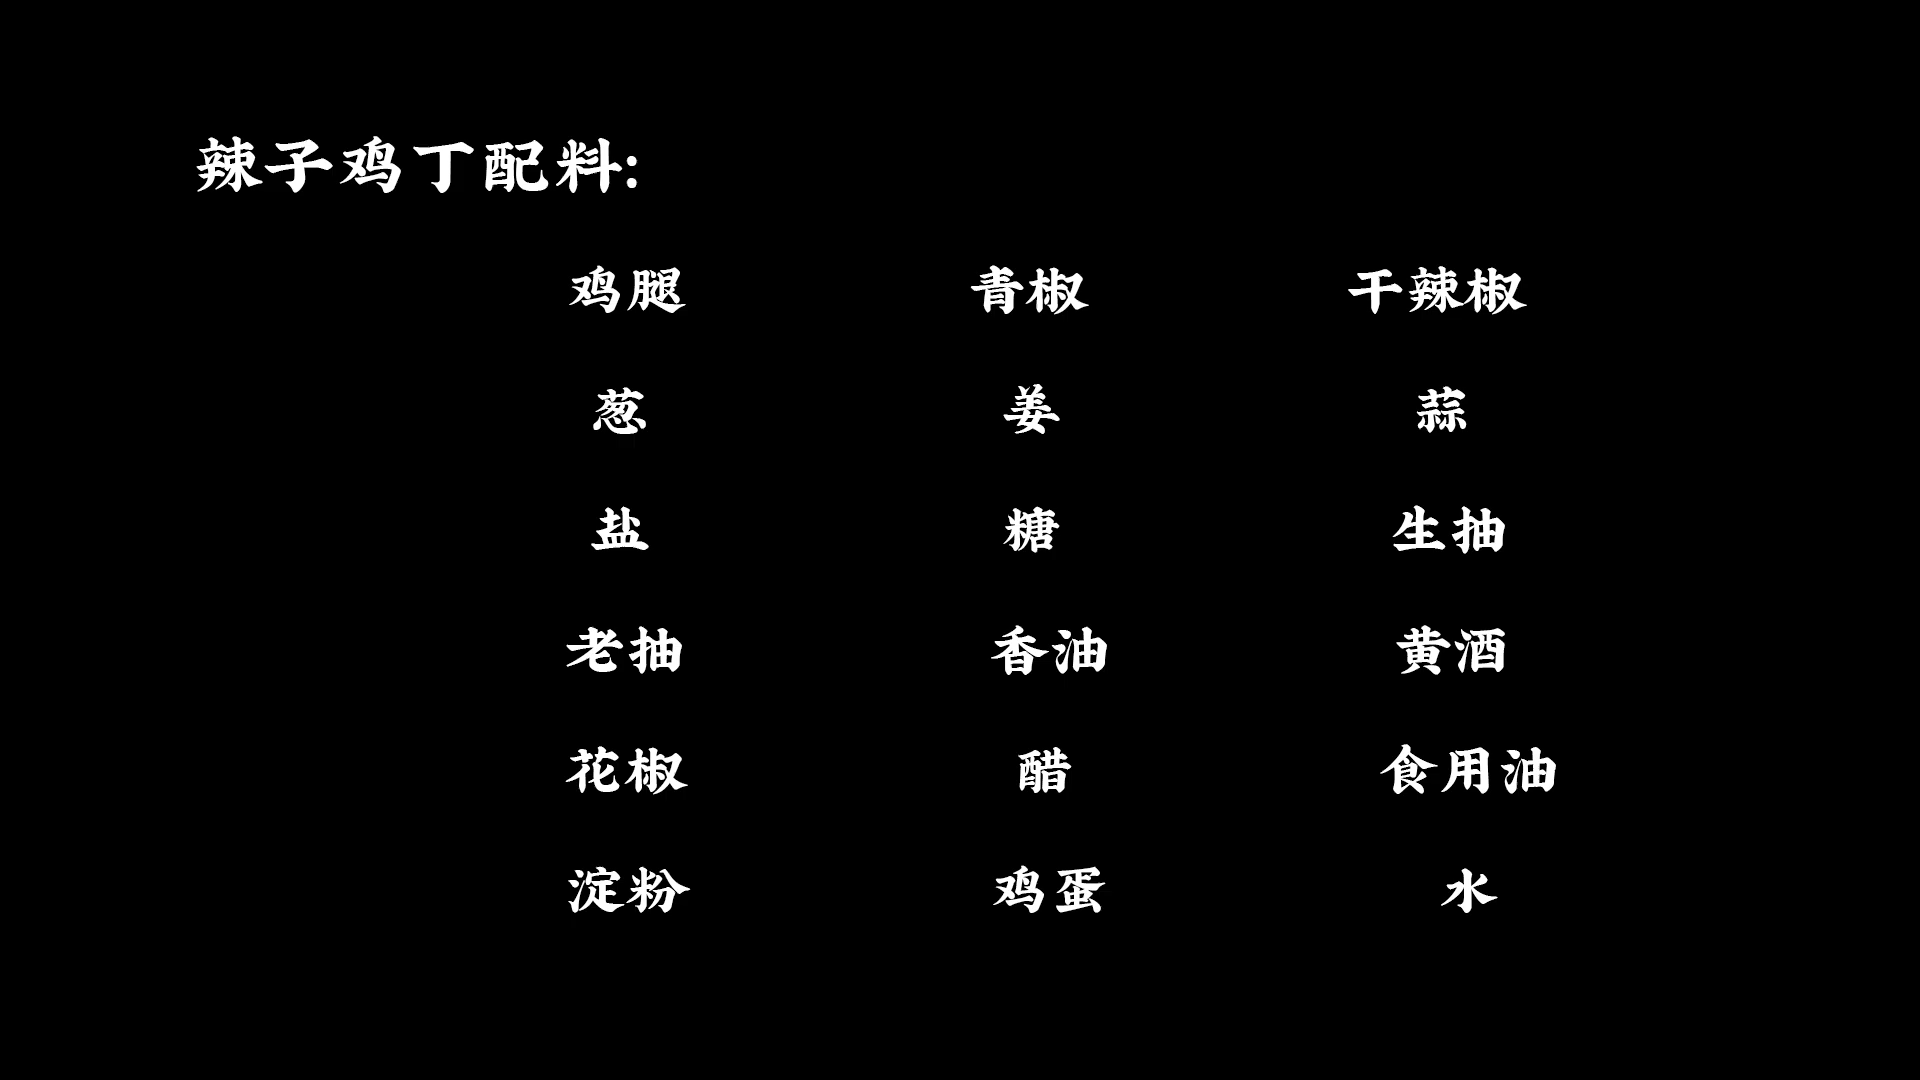 辣子鸡丁配料:
鸡腿 青椒 干辣椒
葱 姜 蒜
盐 糖 生抽
老抽 香油 黄酒
花椒 醋 食用油
淀粉 鸡蛋 水